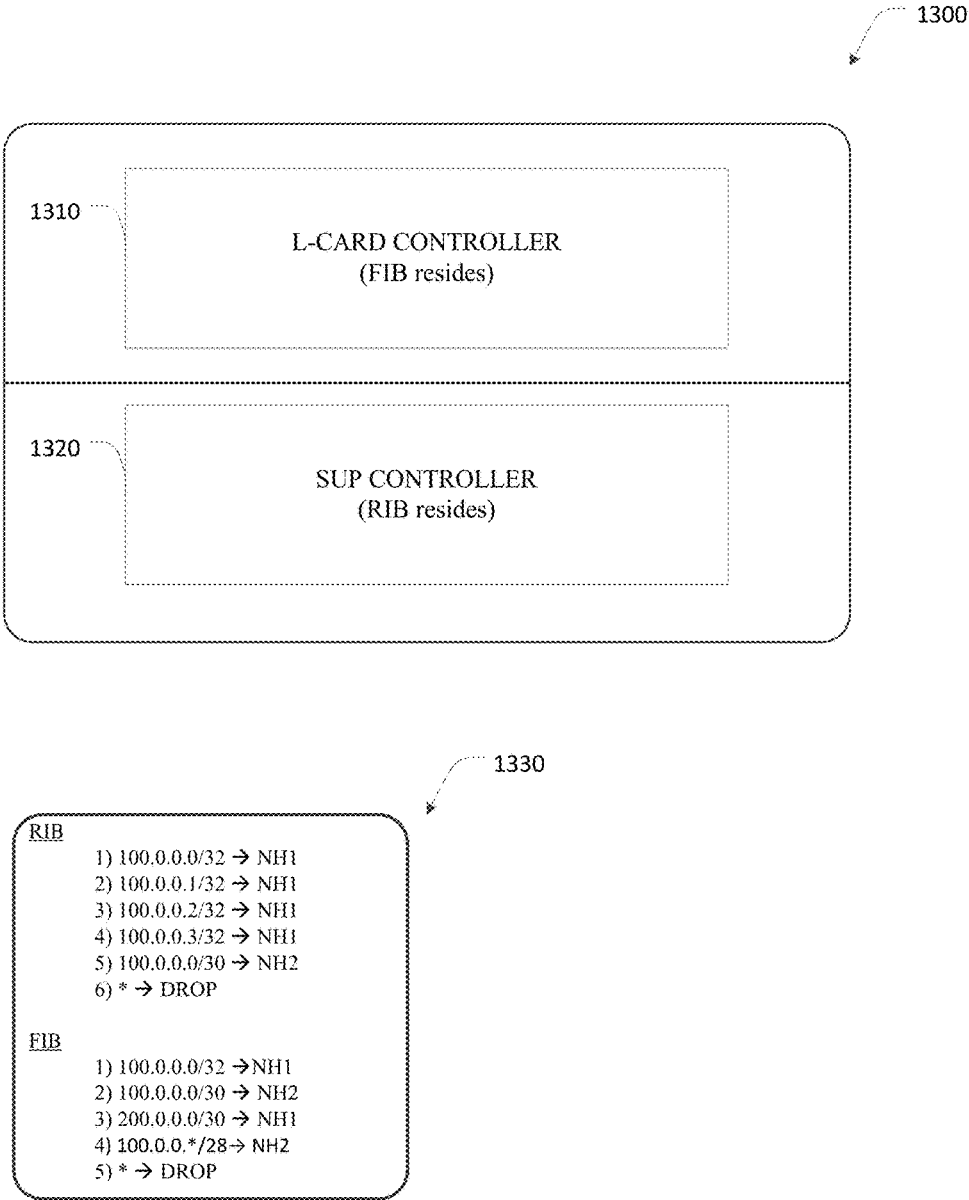 1300
1310
L-CARD CONTROLLER
(FIB resides)
1320
SUP CONTROLLER
(RIB resides)
1330
RIB
1) 100.0.0.0/32 → NH1
2) 100.0.0.1/32 → NH1
3) 100.0.0.2/32 → NH1
4) 100.0.0.3/32 → NH1
5) 100.0.0.0/30 → NH2
6) * → DROP
FIB
1) 100.0.0.0/32 →NH1
2) 100.0.0.0/30 → NH2
3) 200.0.0.0/30 → NH1
4) 100.0.0.*/28→ NH2
5) * → DROP